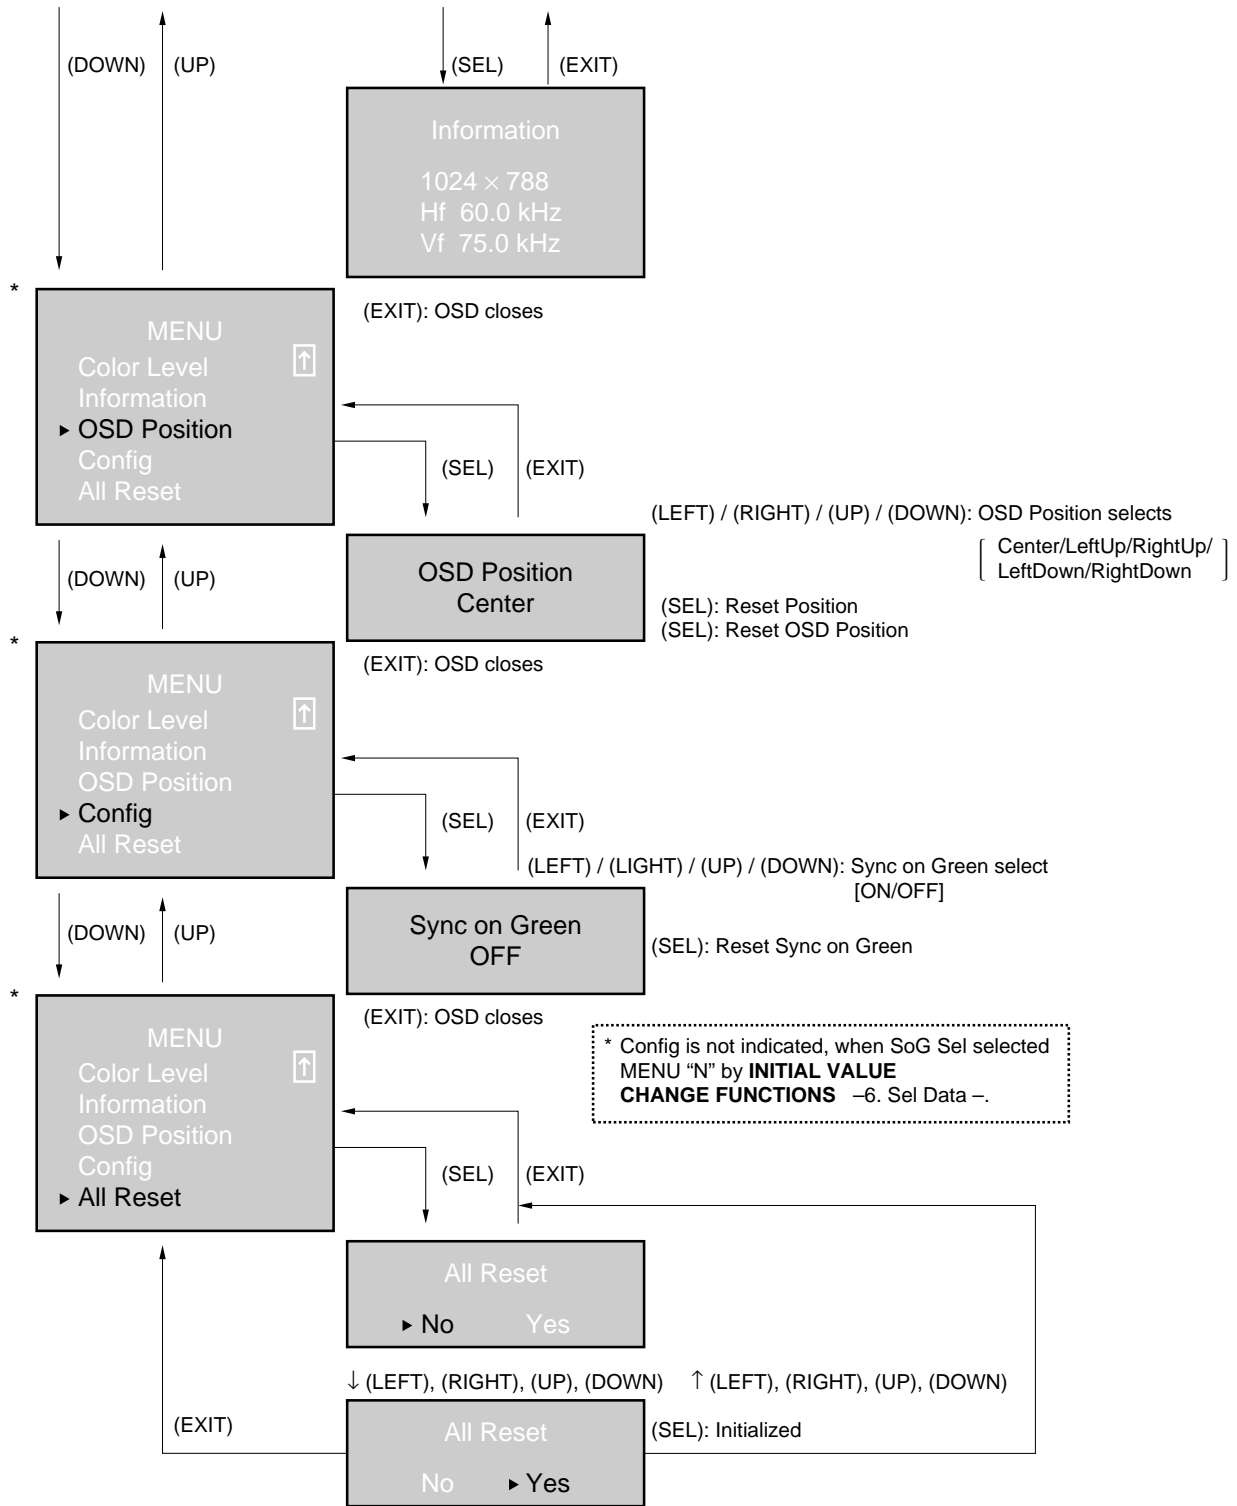 (DOWN) (UP) (SEL) (EXIT)
Information
1024 × 788
Hf 60.0 kHz
Vf 75.0 kHz
(EXIT): OSD closes
*
MENU
Color Level ↑
Information
► OSD Position
Config
All Reset
(SEL) (EXIT)
(LEFT) / (RIGHT) / (UP) / (DOWN): OSD Position selects
[ Center/LeftUp/RightUp/
LeftDown/RightDown ]
(DOWN) (UP)
OSD Position
Center
(SEL): Reset Position
(SEL): Reset OSD Position
(EXIT): OSD closes
*
MENU
Color Level ↑
Information
OSD Position
► Config
All Reset
(SEL) (EXIT)
(LEFT) / (LIGHT) / (UP) / (DOWN): Sync on Green select
[ON/OFF]
(DOWN) (UP)
Sync on Green
OFF
(SEL): Reset Sync on Green
(EXIT): OSD closes
*
MENU
Color Level ↑
Information
OSD Position
Config
► All Reset
* Config is not indicated, when SoG Sel selected
MENU “N” by INITIAL VALUE
CHANGE FUNCTIONS –6. Sel Data –.
(SEL) (EXIT)
All Reset
► No Yes
↓ (LEFT), (RIGHT), (UP), (DOWN) ↑ (LEFT), (RIGHT), (UP), (DOWN)
(EXIT)
All Reset
No ► Yes
(SEL): Initialized